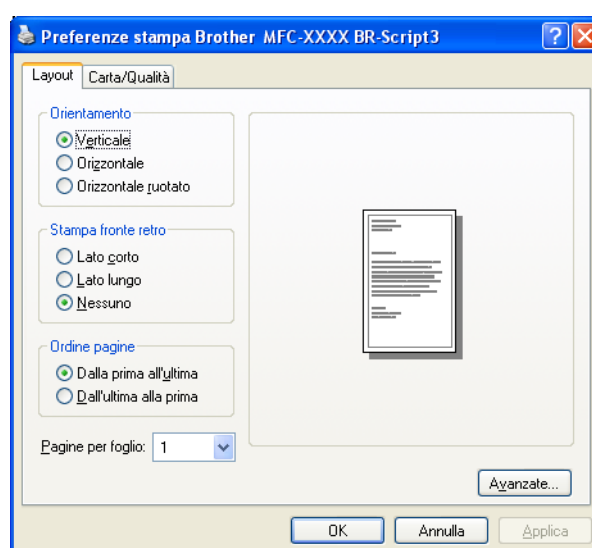 Preferenze stampa Brother MFC-XXXX BR-Script3
Layout Carta/Qualità
Orientamento
Verticale
Orizzontale
Orizzontale ruotato
Stampa fronte retro
Lato corto
Lato lungo
Nessuno
Ordine pagine
Dalla prima all'ultima
Dall'ultima alla prima
Pagine per foglio: 1
Avanzate...
OK Annulla Applica